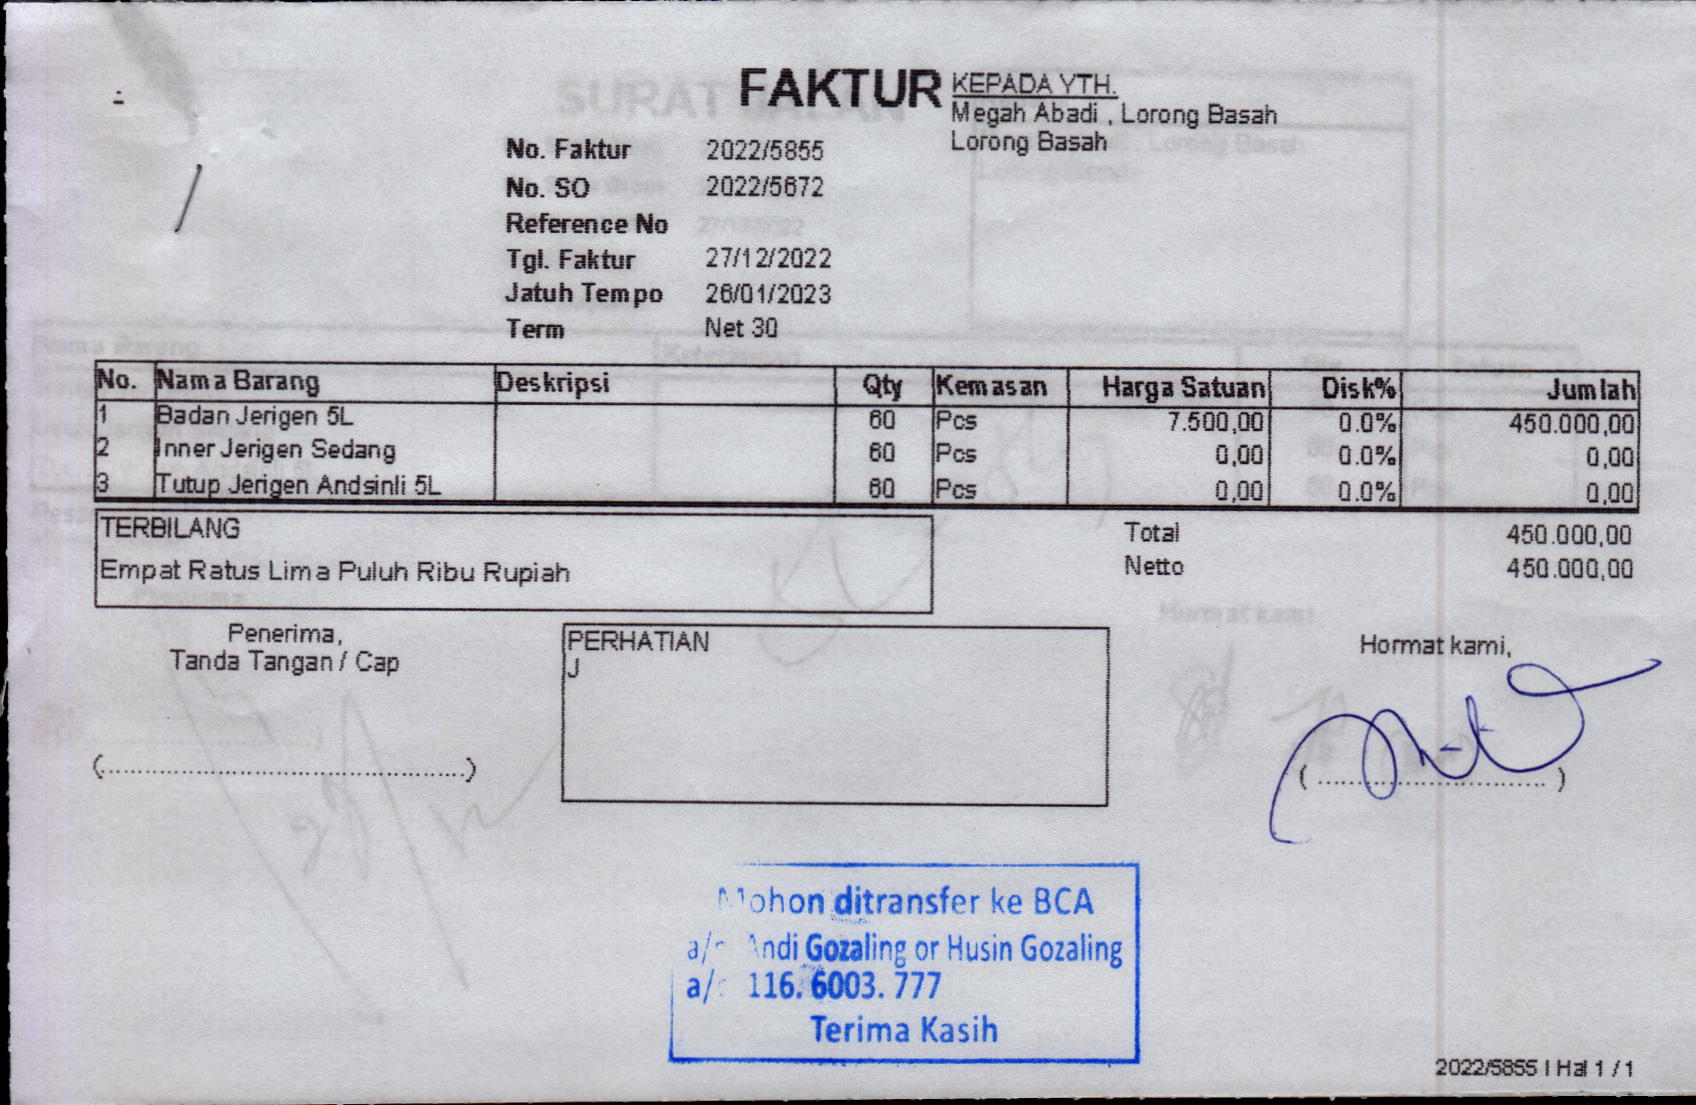 FAKTUR
KEPADA YTH.
Megah Abadi , Lorong Basah
Lorong Basah
No. Faktur 2022/5855
No. SO 2022/5672
Reference No
Tgl. Faktur 27/12/2022
Jatuh Tempo 26/01/2023
Term Net 30
No. Nama Barang Deskripsi Qty Kemasan Harga Satuan Disk% Jumlah
1 Badan Jerigen 5L 60 Pcs 7.500,00 0.0% 450.000,00
2 Inner Jerigen Sedang 60 Pcs 0,00 0.0% 0,00
3 Tutup Jerigen Andsinli 5L 60 Pcs 0,00 0.0% 0,00
TERBILANG
Empat Ratus Lima Puluh Ribu Rupiah
Total 450.000,00
Netto 450.000,00
Penerima,
Tanda Tangan / Cap
(........................................)
PERHATIAN
J
Hormat kami,
(........................................)
Mohon ditransfer ke BCA
Andi Gozaling or Husin Gozaling
116. 6003. 777
Terima Kasih
2022/5855 | Hal 1 / 1